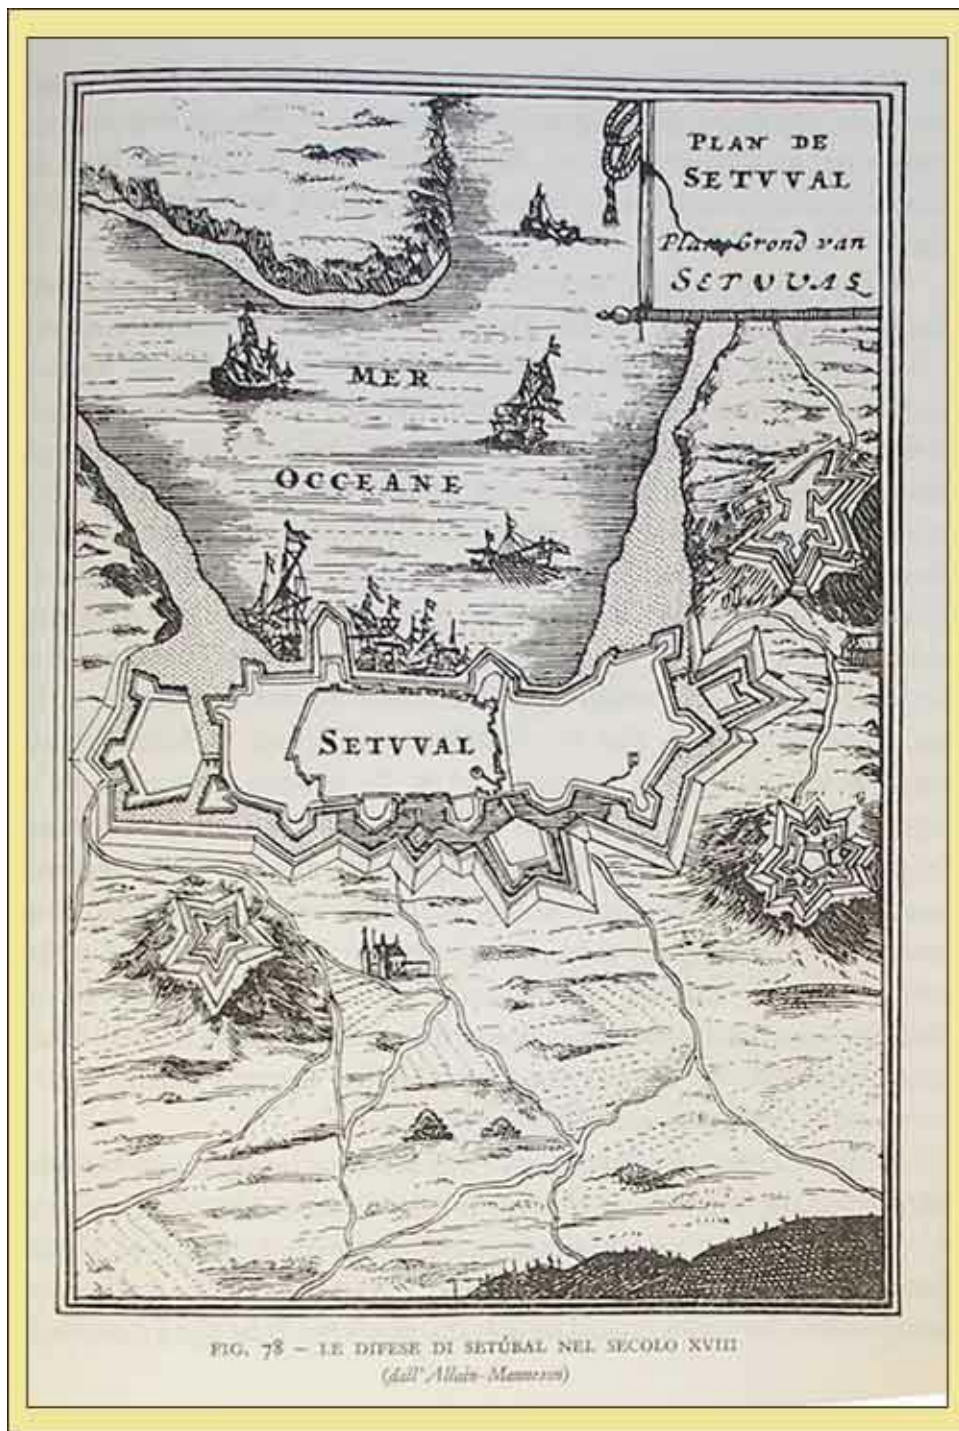 PLAN DE
SETVVAL
Plan Grond van
SETVVAS
MER
OCCEANE
SETVVAL
FIG. 78 – LE DIFESE DI SETÚBAL NEL SECOLO XVIII
(dall'Allain-Manneson)